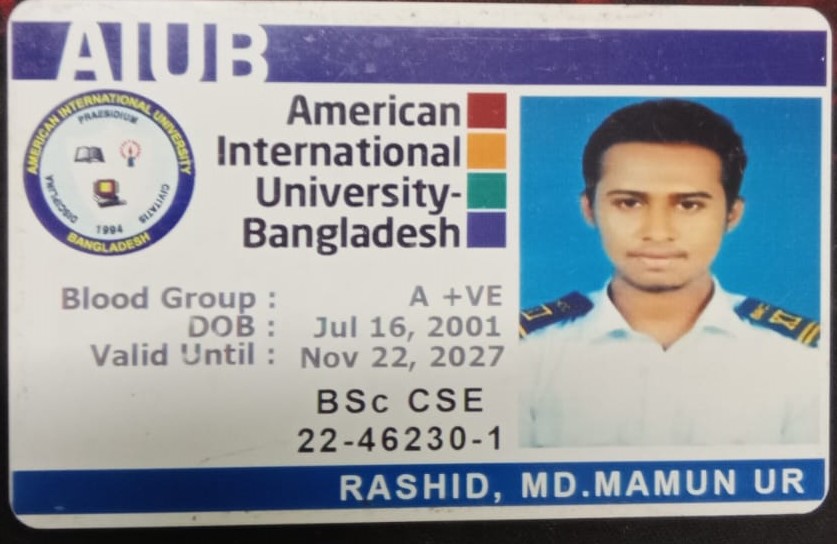 AIUB
AMERICAN INTERNATIONAL UNIVERSITY
PRAESIDIUM
DISCIPLINA
CIVITATIS
1994
BANGLADESH
American
International
University-
Bangladesh
Blood Group : A +VE
DOB : Jul 16, 2001
Valid Until : Nov 22, 2027
BSc CSE
22-46230-1
RASHID, MD.MAMUN UR